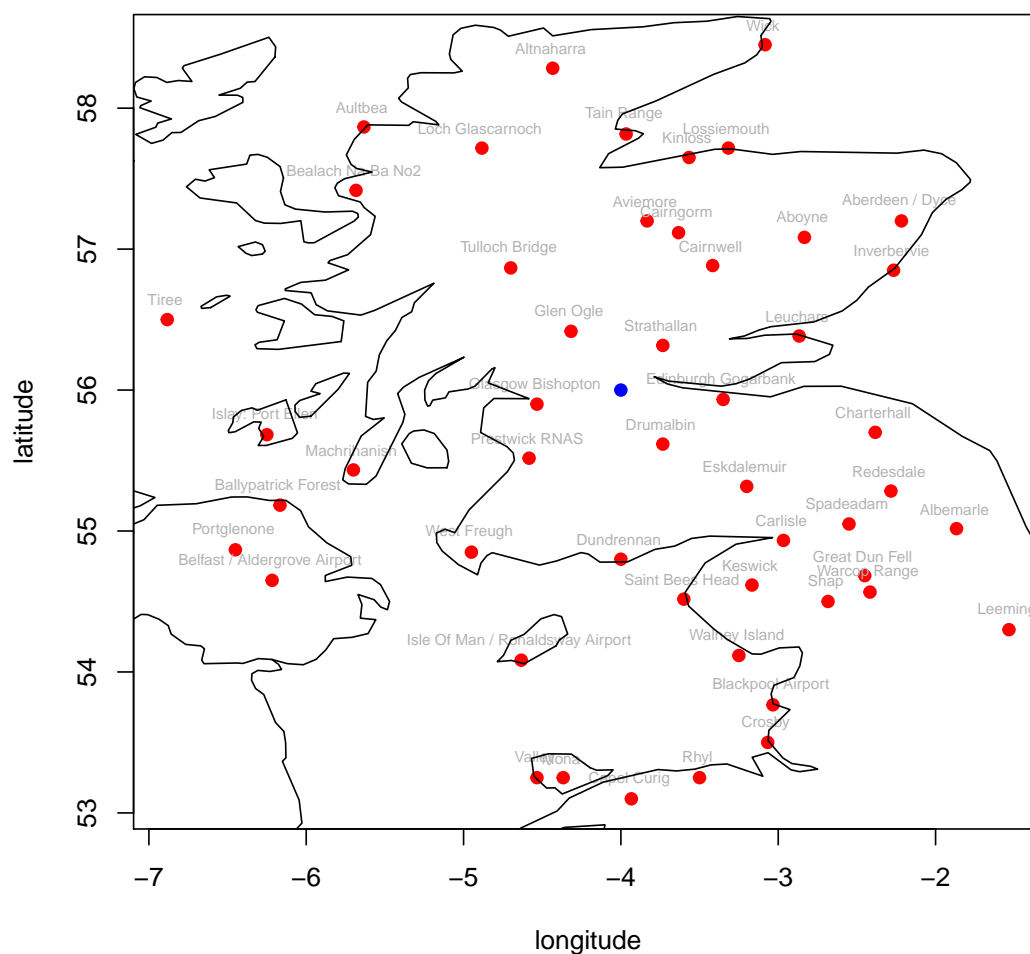 Wick
Altnaharra
Aultbea
Tain Range
Loch Glascarnoch
Lossiemouth
Kinloss
Bealach Na Ba No2
Aviemore
Cairngorm
Aboyne
Aberdeen / Dyce
Tulloch Bridge
Cairnwell
Inverbervie
Tiree
Glen Ogle
Strathallan
Leuchars
Glasgow Bishopton
Edinburgh Gogarbank
Islay: Port Ellen
Drumalbin
Charterhall
Machrihanish
Prestwick RNAS
Eskdalemuir
Redesdale
Ballypatrick Forest
Spadeadam
Albemarle
Portglenone
West Freugh
Dundrennan
Carlisle
Belfast / Aldergrove Airport
Great Dun Fell
Keswick
Warcop Range
Saint Bees Head
Shap
Leeming
Isle Of Man / Ronaldsway Airport
Walney Island
Blackpool Airport
Crosby
Valley
Mona
Rhyl
Capel Curig
58
57
56
55
54
53
latitude
−7 −6 −5 −4 −3 −2
longitude